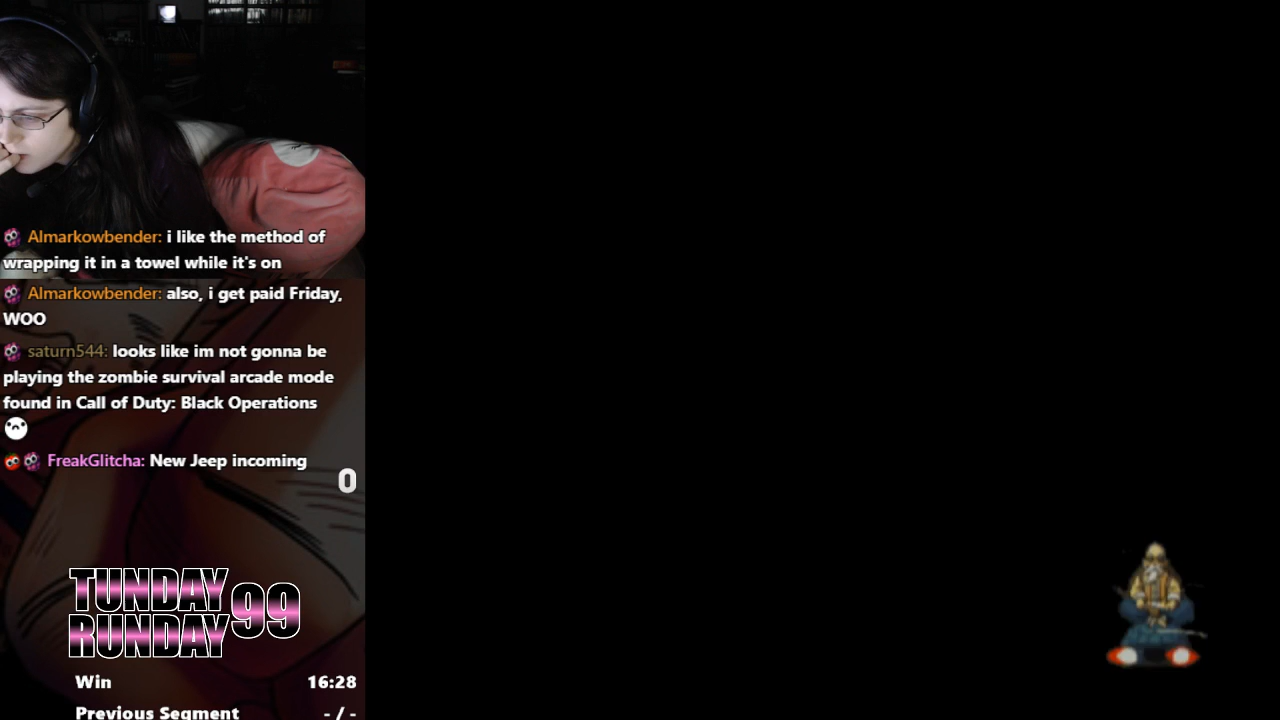 Almarkowbender: i like the method of
wrapping it in a towel while it's on
Almarkowbender: also, i get paid Friday,
WOO
saturn544: looks like im not gonna be
playing the zombie survival arcade mode
found in Call of Duty: Black Operations
FreakGlitcha: New Jeep incoming
0
TUNDAY
RUNDAY 99
Win 16:28
Previous Segment - / -